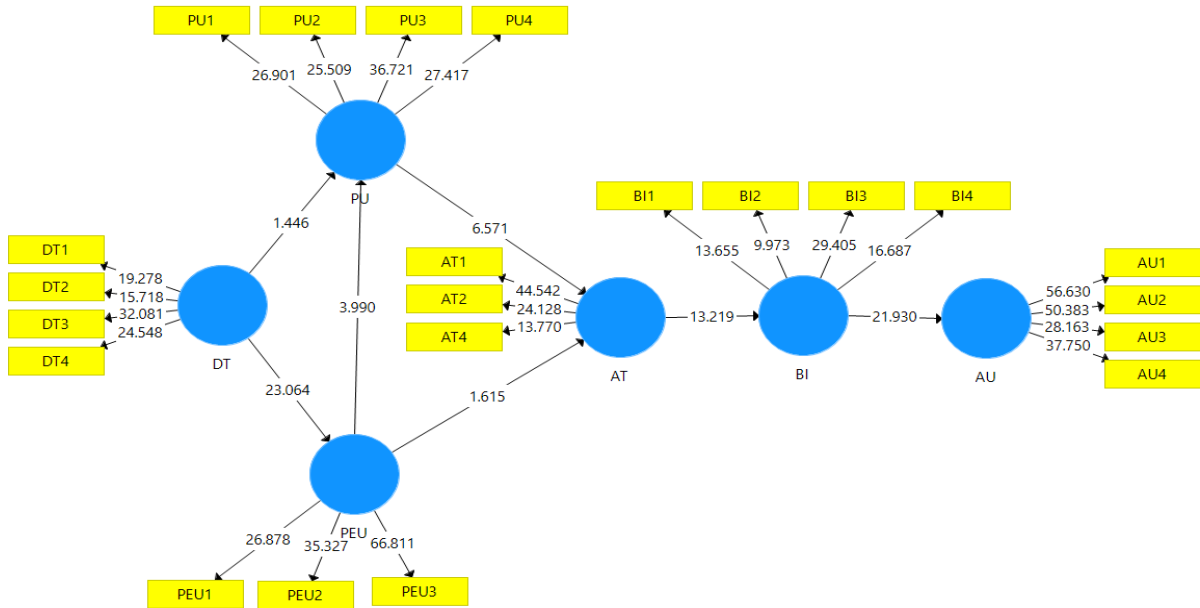 PU1 PU2 PU3 PU4
26.901 25.509 36.721 27.417
PU
1.446
6.571
3.990
DT1
DT2
DT3
DT4
19.278
15.718
32.081
24.548
DT
23.064
AT1
AT2
AT4
44.542
24.128
13.770
AT
1.615
13.219
BI1 BI2 BI3 BI4
13.655 9.973 29.405 16.687
BI
21.930
AU
56.630
50.383
28.163
37.750
AU1
AU2
AU3
AU4
PEU
26.878 35.327 66.811
PEU1 PEU2 PEU3